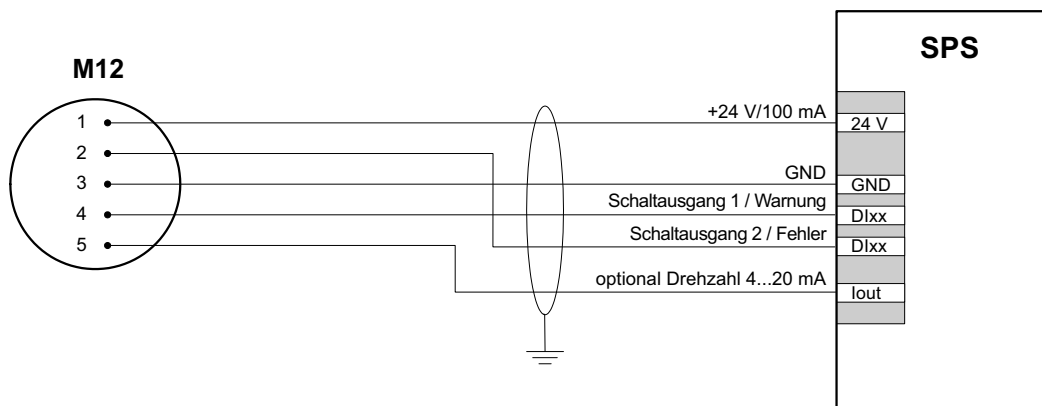 SPS
M12
1
2
3
4
5
+24 V/100 mA
24 V
GND
GND
Schaltausgang 1 / Warnung
DIxx
Schaltausgang 2 / Fehler
DIxx
optional Drehzahl 4...20 mA
Iout